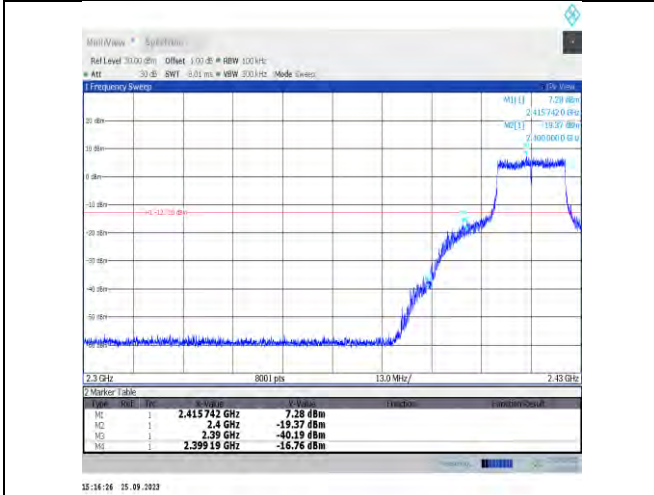 MultiView Spectrum
Ref Level 30.00 dBm Offset 1.00 dB RBW 100 kHz
Att 30 dB SWT 8.01 ms VBW 300 kHz Mode Sweep
1 Frequency Sweep
M1[1] 7.28 dBm
2.415742 0 GHz
M2[1] -19.37 dBm
2.400000 0 GHz
20 dBm
10 dBm
0 dBm
-10 dBm
-20 dBm
-30 dBm
-40 dBm
-50 dBm
2.3 GHz 8001 pts 13.0 MHz/ 2.43 GHz
2 Marker Table
Type Ref Trc X-Value Y-Value Function Function Result
M1 1 2.415742 GHz 7.28 dBm
M2 1 2.4 GHz -19.37 dBm
M3 1 2.39 GHz -40.19 dBm
M4 1 2.39919 GHz -16.76 dBm
15:16:26 25.09.2023